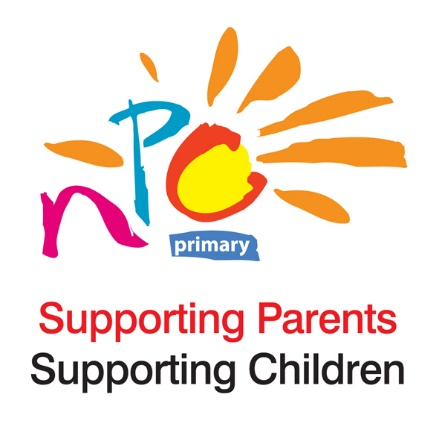 nPC
primary
Supporting Parents
Supporting Children